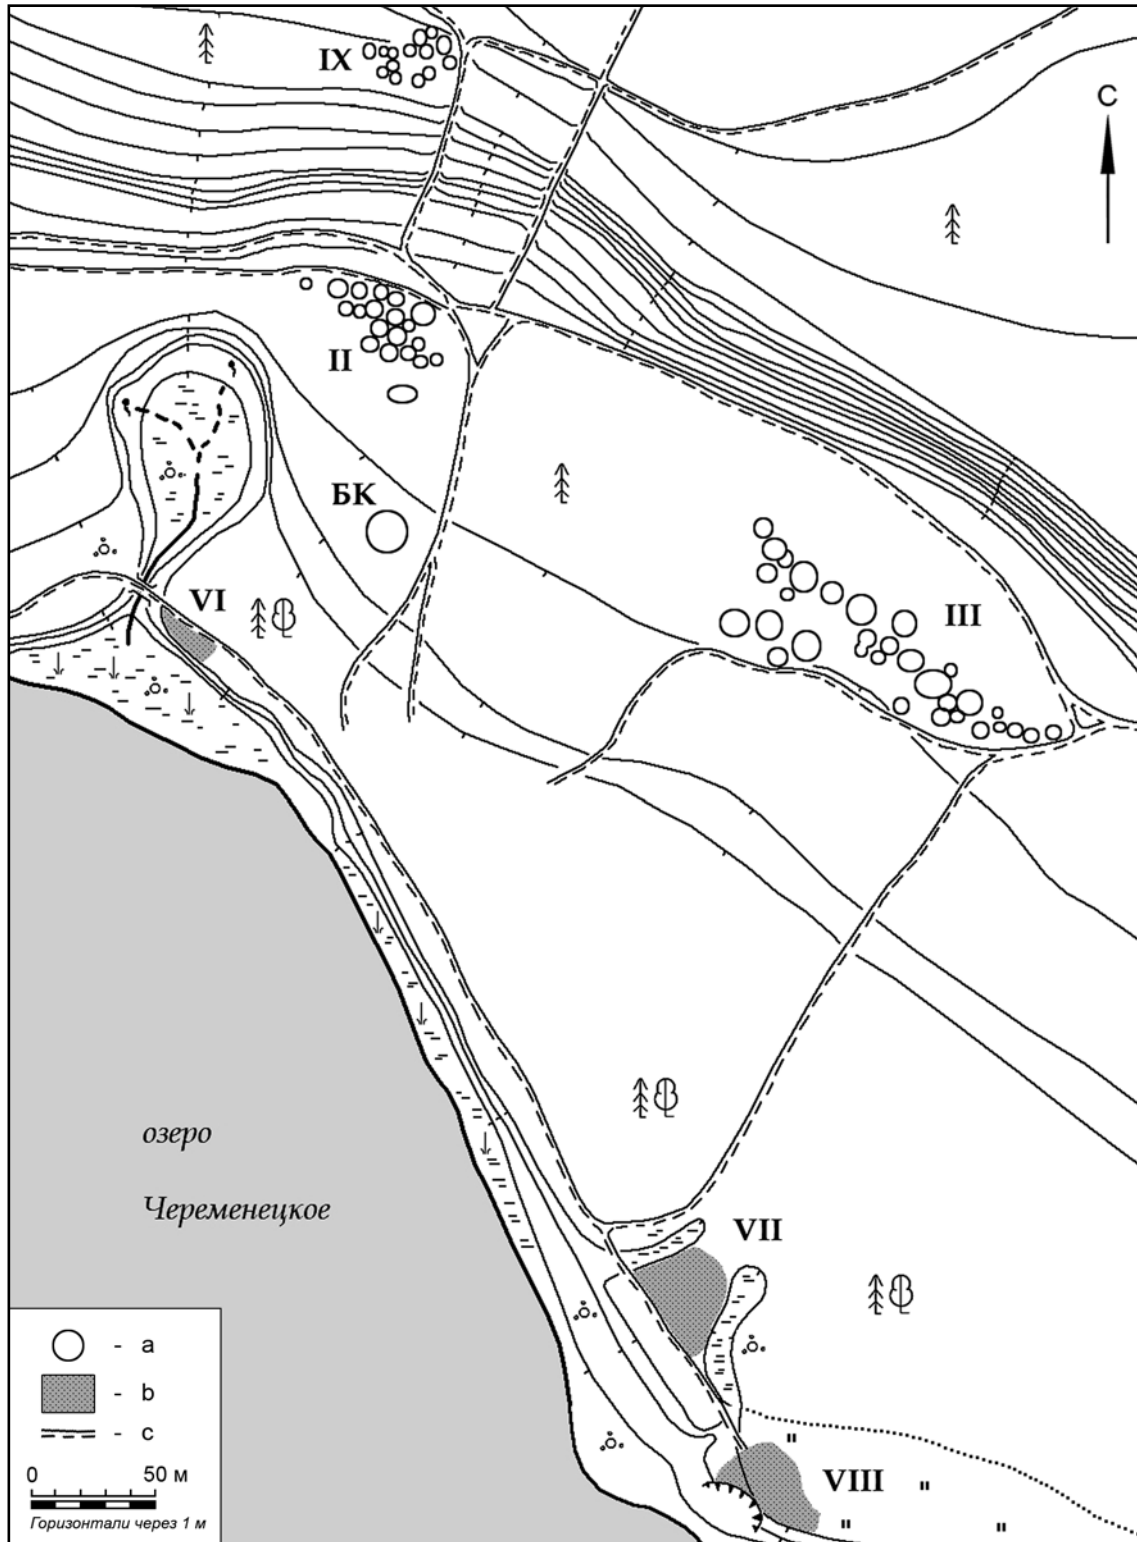 IX
С
II
БК
VI
III
озеро
Череменецкое
VII
VIII
- a
- b
- c
0 50 м
Горизонтали через 1 м